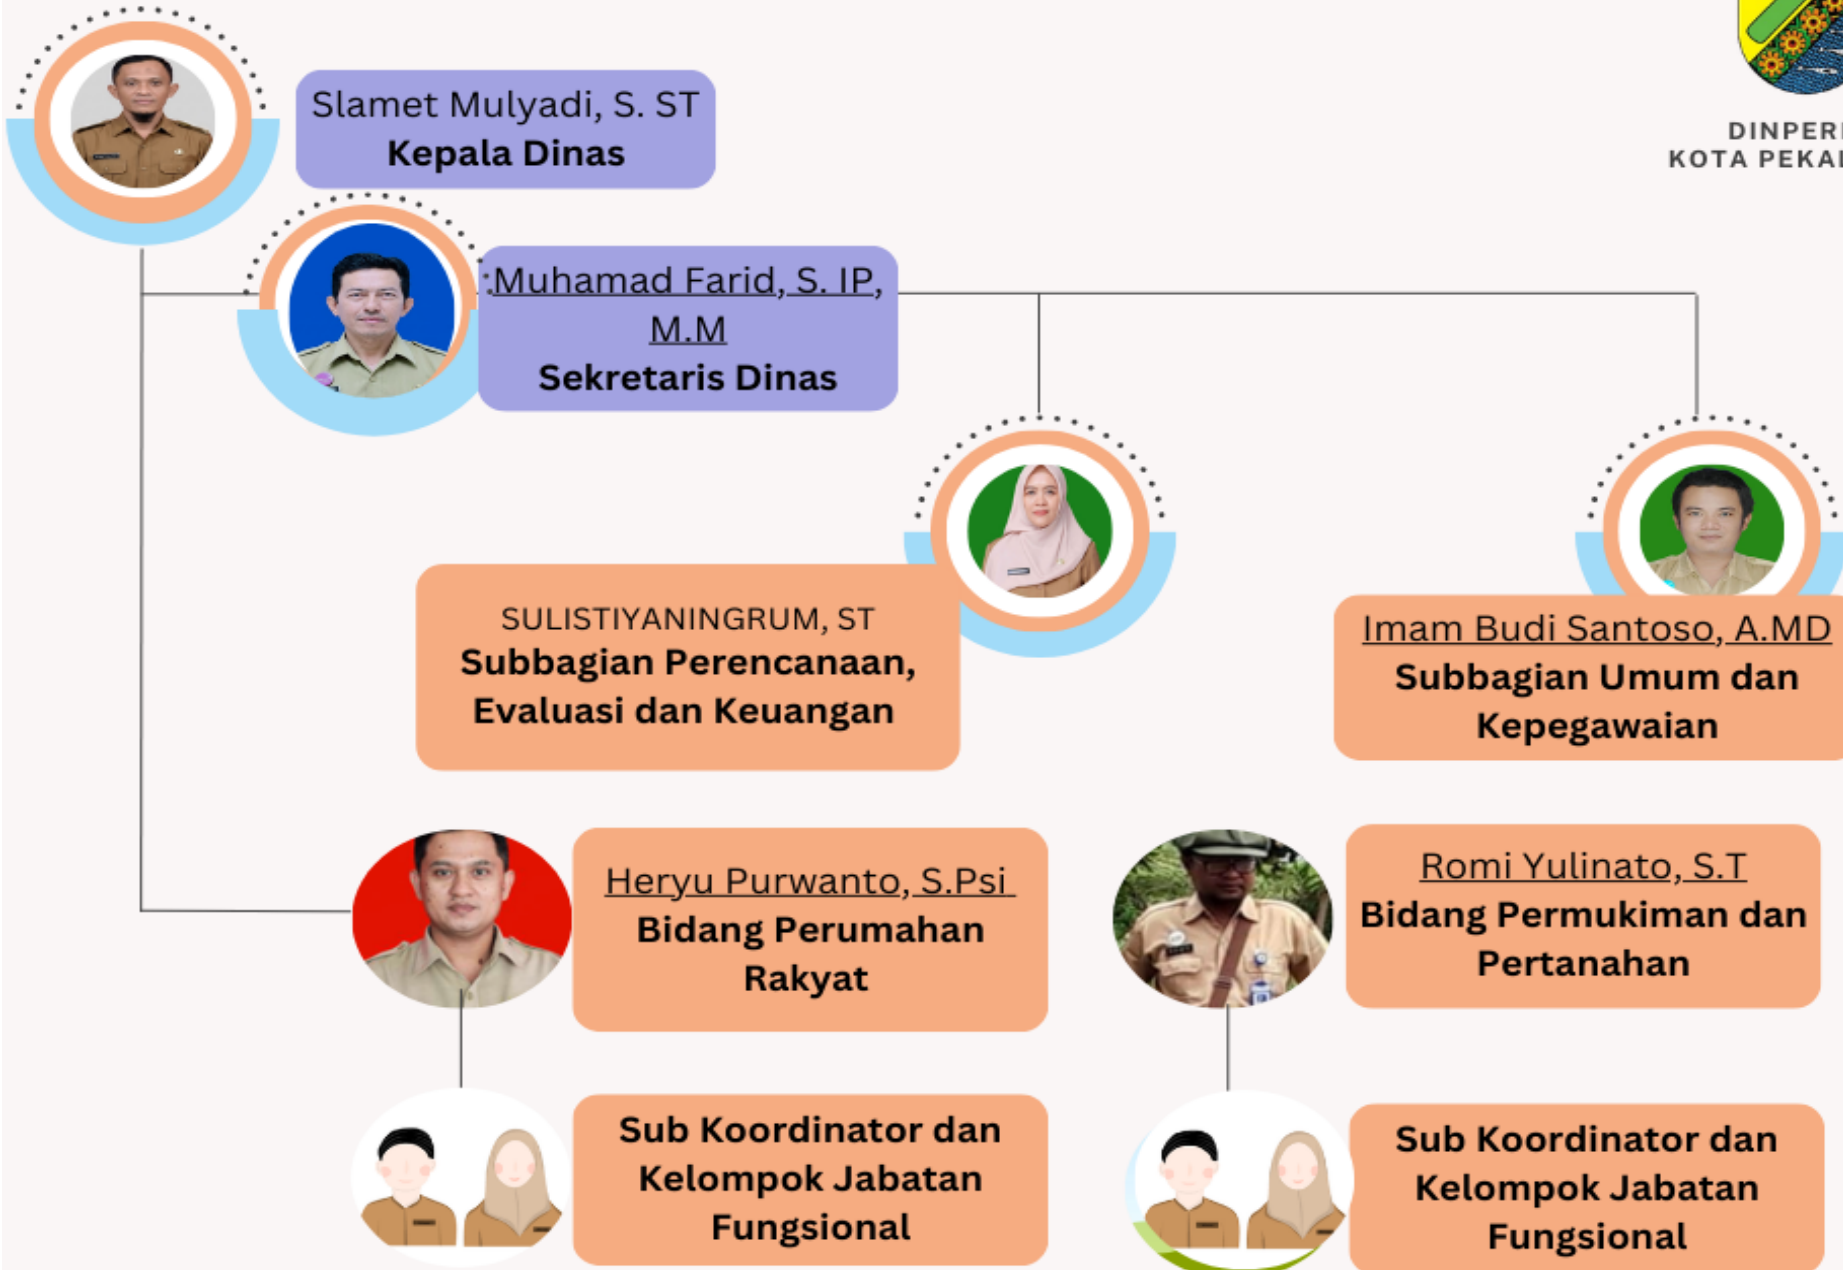 Slamet Mulyadi, S. ST
Kepala Dinas
DINPER
KOTA PEKA
Muhamad Farid, S. IP,
M.M
Sekretaris Dinas
SULISTIYANINGRUM, ST
Subbagian Perencanaan,
Evaluasi dan Keuangan
Imam Budi Santoso, A.MD
Subbagian Umum dan
Kepegawaian
Heryu Purwanto, S.Psi
Bidang Perumahan
Rakyat
Romi Yulinato, S.T
Bidang Permukiman dan
Pertanahan
Sub Koordinator dan
Kelompok Jabatan
Fungsional
Sub Koordinator dan
Kelompok Jabatan
Fungsional